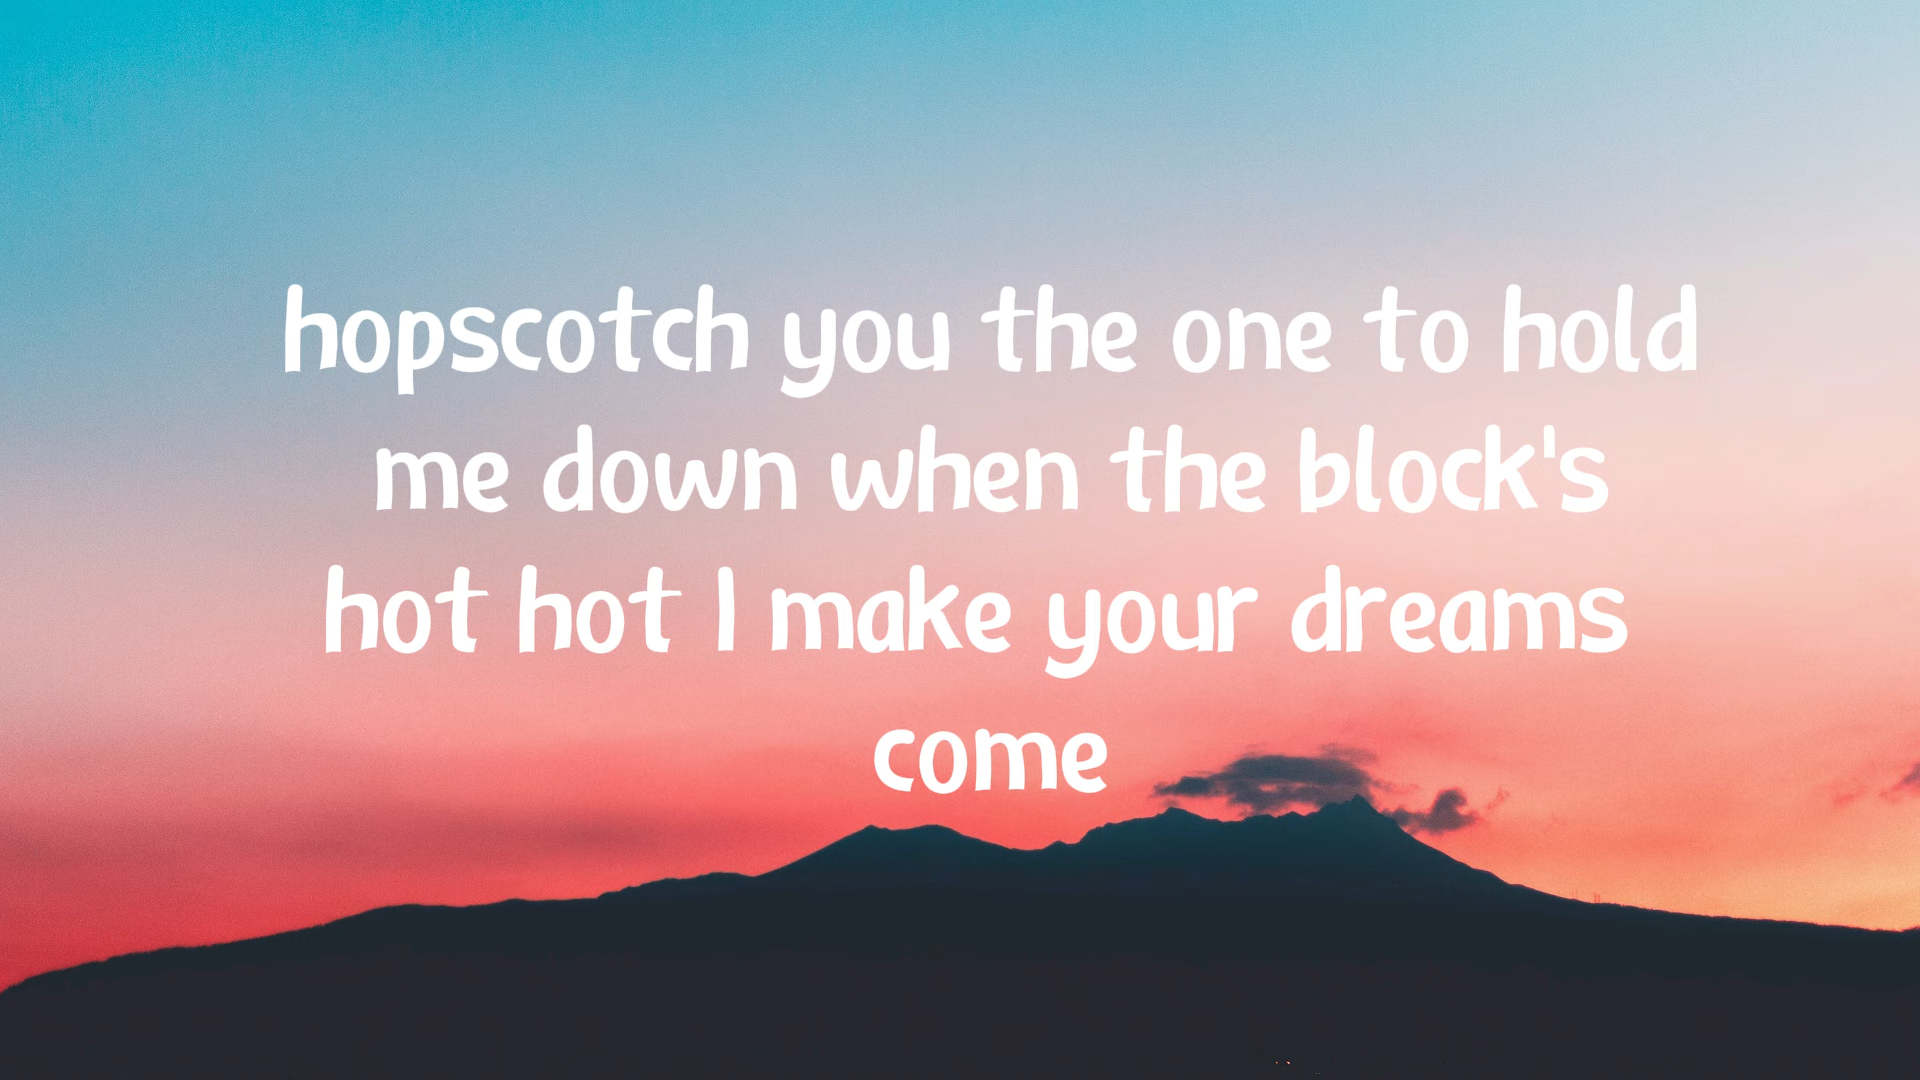 hopscotch you the one to hold
me down when the block's
hot hot I make your dreams
come